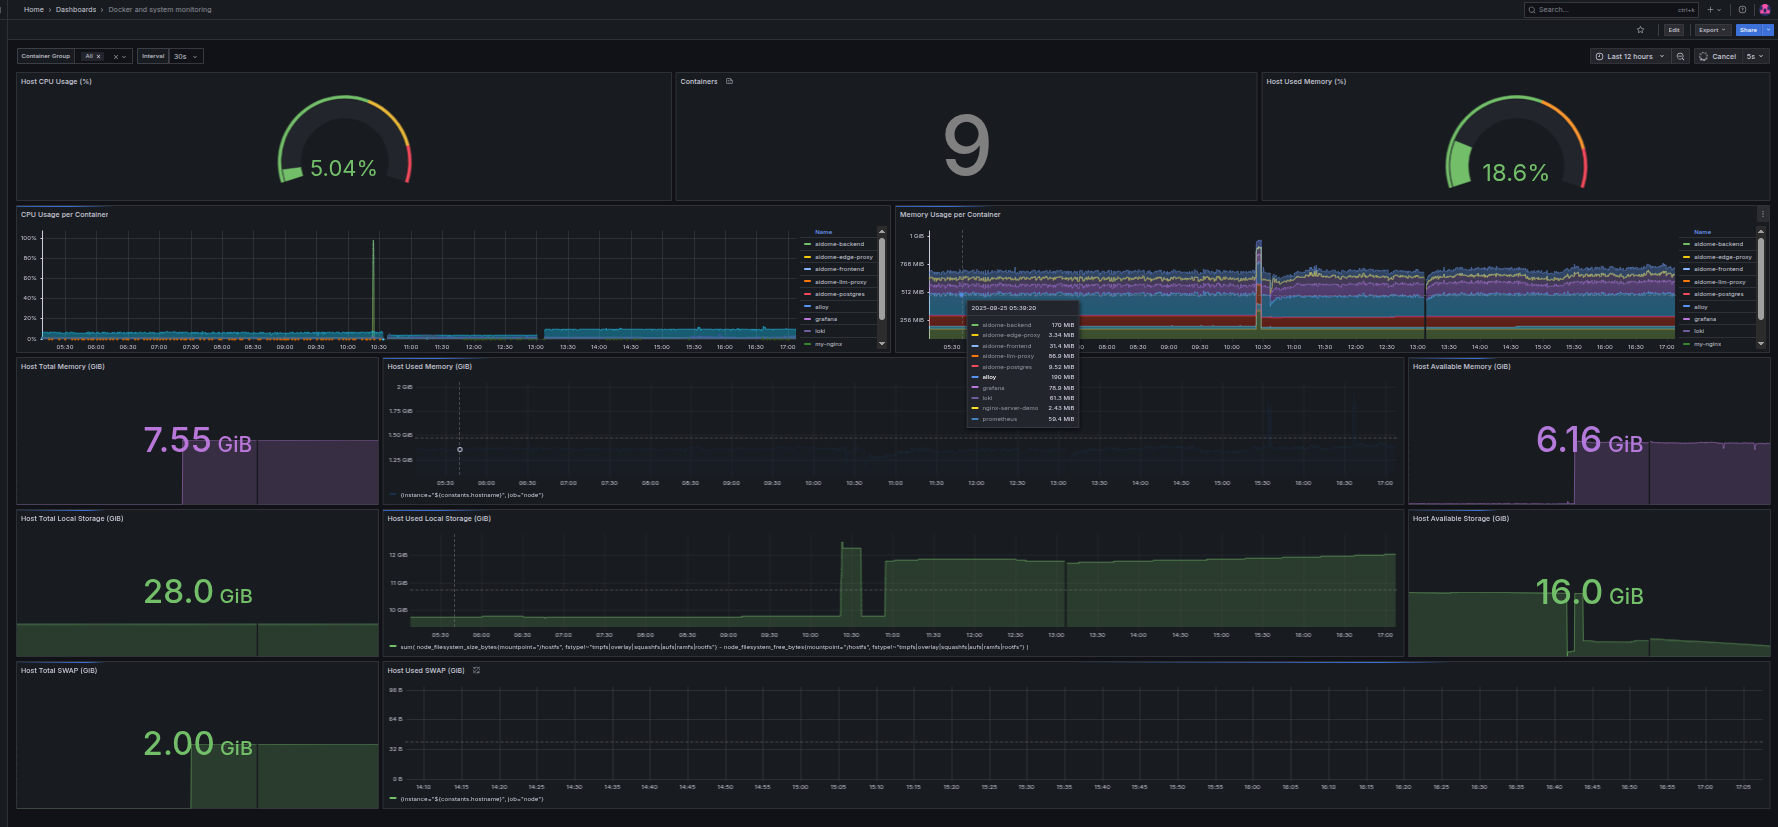 Home › Dashboards › Docker and system monitoring
Search... ctrl+k
Edit Export Share
Container Group All × Interval 30s
Last 12 hours Cancel 5s
Host CPU Usage (%)
5.04%
Containers
9
Host Used Memory (%)
18.6%
CPU Usage per Container
100%
80%
60%
40%
20%
0%
05:30 06:00 06:30 07:00 07:30 08:00 08:30 09:00 09:30 10:00 10:30 11:00 11:30 12:00 12:30 13:00 13:30 14:00 14:30 15:00 15:30 16:00 16:30 17:00
Name
aidome-backend
aidome-edge-proxy
aidome-frontend
aidome-llm-proxy
aidome-postgres
alloy
grafana
loki
my-nginx
Memory Usage per Container
1 GiB
768 MiB
512 MiB
256 MiB
05:30 08:00 08:30 09:00 09:30 10:00 10:30 11:00 11:30 12:00 12:30 13:00 13:30 14:00 14:30 15:00 15:30 16:00 16:30 17:00
Name
aidome-backend
aidome-edge-proxy
aidome-frontend
aidome-llm-proxy
aidome-postgres
alloy
grafana
loki
my-nginx
2025-09-25 05:39:20
aidome-backend 170 MiB
aidome-edge-proxy 3.34 MiB
aidome-frontend 31.4 MiB
aidome-llm-proxy 86.9 MiB
aidome-postgres 9.52 MiB
alloy 190 MiB
grafana 78.9 MiB
loki 61.3 MiB
nginx-server-demo 2.43 MiB
prometheus 59.4 MiB
Host Total Memory (GiB)
7.55 GiB
Host Used Memory (GiB)
2 GiB
1.75 GiB
1.50 GiB
1.25 GiB
05:30 06:00 06:30 07:00 07:30 08:00 08:30 09:00 09:30 10:00 10:30 11:00 11:30 12:00 12:30 13:00 13:30 14:00 14:30 15:00 15:30 16:00 16:30 17:00
{instance="${constants.hostname}", job="node"}
Host Available Memory (GiB)
6.16 GiB
Host Total Local Storage (GiB)
28.0 GiB
Host Used Local Storage (GiB)
12 GiB
11 GiB
10 GiB
05:30 06:00 06:30 07:00 07:30 08:00 08:30 09:00 09:30 10:00 10:30 11:00 11:30 12:00 12:30 13:00 13:30 14:00 14:30 15:00 15:30 16:00 16:30 17:00
sum( node_filesystem_size_bytes{mountpoint="/hostfs", fstype!~"tmpfs|overlay|squashfs|aufs|ramfs|rootfs"} - node_filesystem_free_bytes{mountpoint="/hostfs", fstype!~"tmpfs|overlay|squashfs|aufs|ramfs|rootfs"} )
Host Available Storage (GiB)
16.0 GiB
Host Total SWAP (GiB)
2.00 GiB
Host Used SWAP (GiB)
96 B
64 B
32 B
0 B
14:10 14:15 14:20 14:25 14:30 14:35 14:40 14:45 14:50 14:55 15:00 15:05 15:10 15:15 15:20 15:25 15:30 15:35 15:40 15:45 15:50 15:55 16:00 16:05 16:10 16:15 16:20 16:25 16:30 16:35 16:40 16:45 16:50 16:55 17:00 17:05
{instance="${constants.hostname}", job="node"}